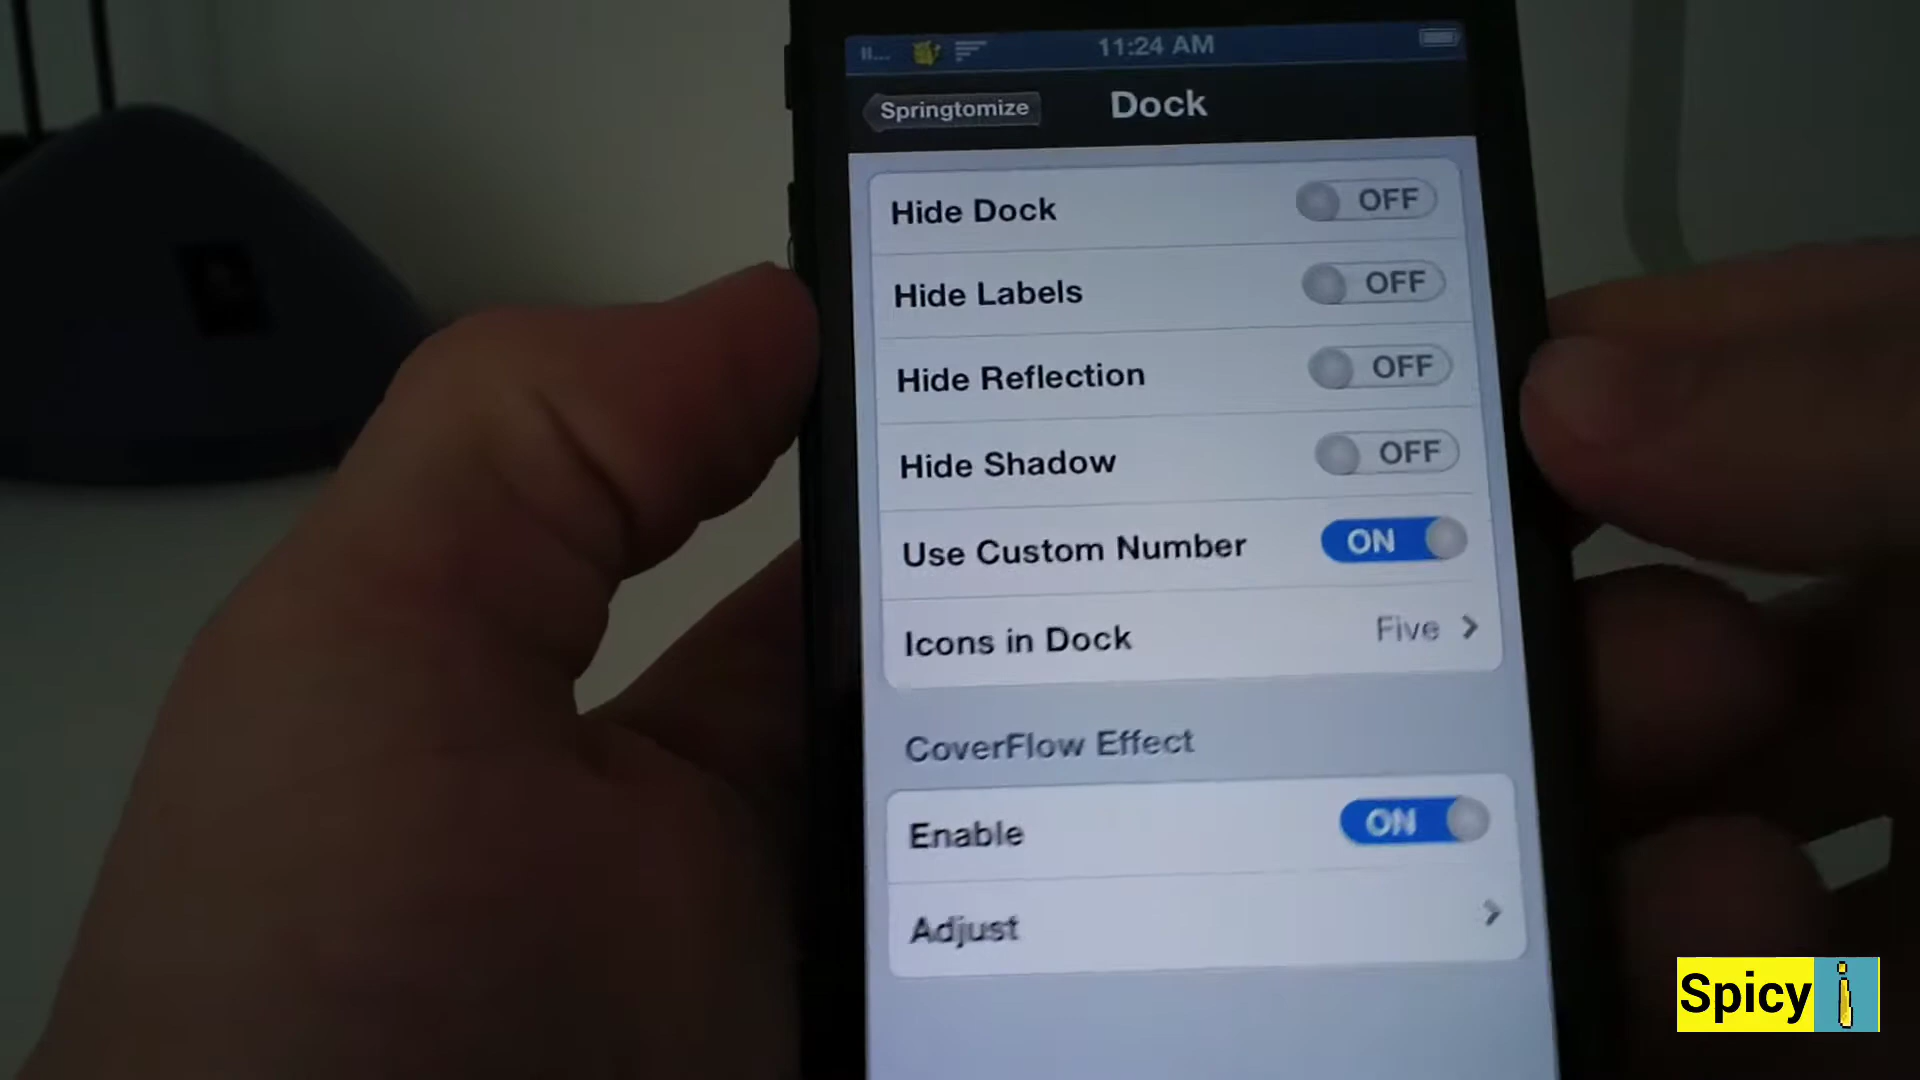 11:24 AM
Springtomize
Dock
Hide Dock OFF
Hide Labels OFF
Hide Reflection OFF
Hide Shadow OFF
Use Custom Number ON
Icons in Dock Five
CoverFlow Effect
Enable ON
Adjust
Spicy i